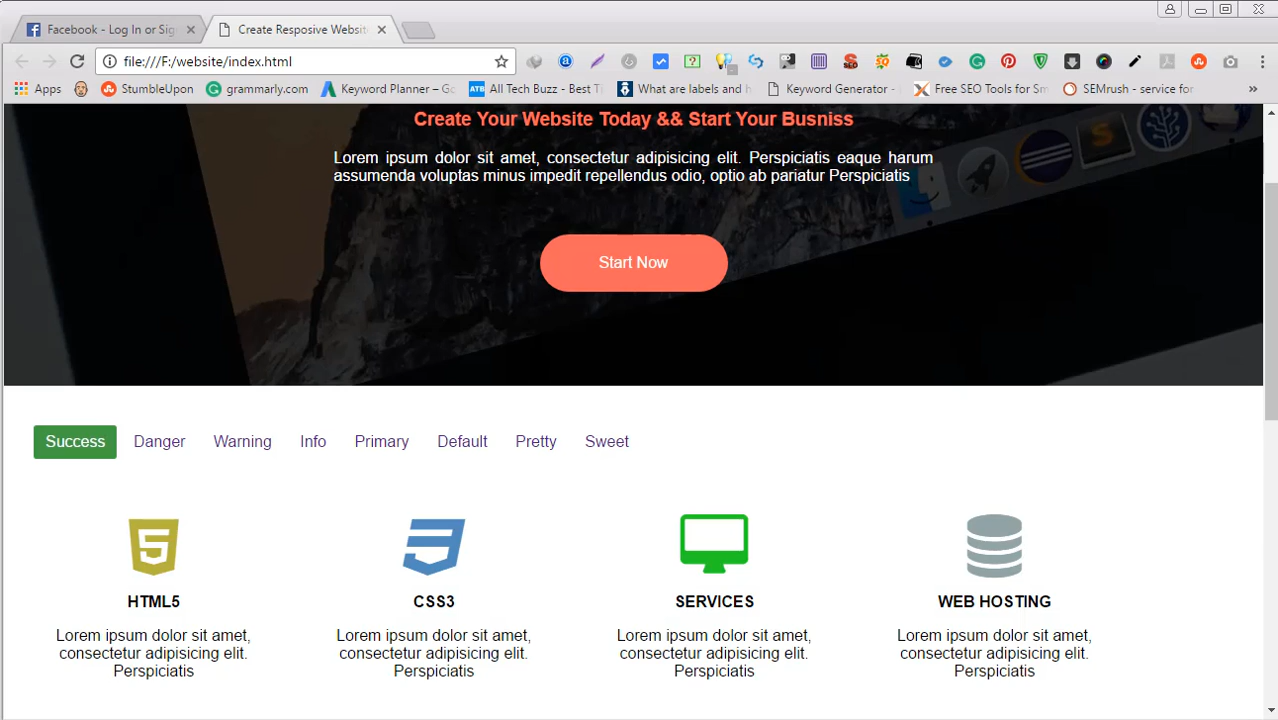 Facebook - Log In or Sig
Create Resposive Websit
file:///F:/website/index.html
Apps
StumbleUpon
grammarly.com
Keyword Planner – Go
ATB All Tech Buzz - Best T
What are labels and h
Keyword Generator -
Free SEO Tools for Sm
SEMrush - service for
»
Create Your Website Today && Start Your Busniss
Lorem ipsum dolor sit amet, consectetur adipisicing elit. Perspiciatis eaque harum
assumenda voluptas minus impedit repellendus odio, optio ab pariatur Perspiciatis
Start Now
Success Danger Warning Info Primary Default Pretty Sweet
HTML5
CSS3
SERVICES
WEB HOSTING
Lorem ipsum dolor sit amet,
consectetur adipisicing elit.
Perspiciatis
Lorem ipsum dolor sit amet,
consectetur adipisicing elit.
Perspiciatis
Lorem ipsum dolor sit amet,
consectetur adipisicing elit.
Perspiciatis
Lorem ipsum dolor sit amet,
consectetur adipisicing elit.
Perspiciatis